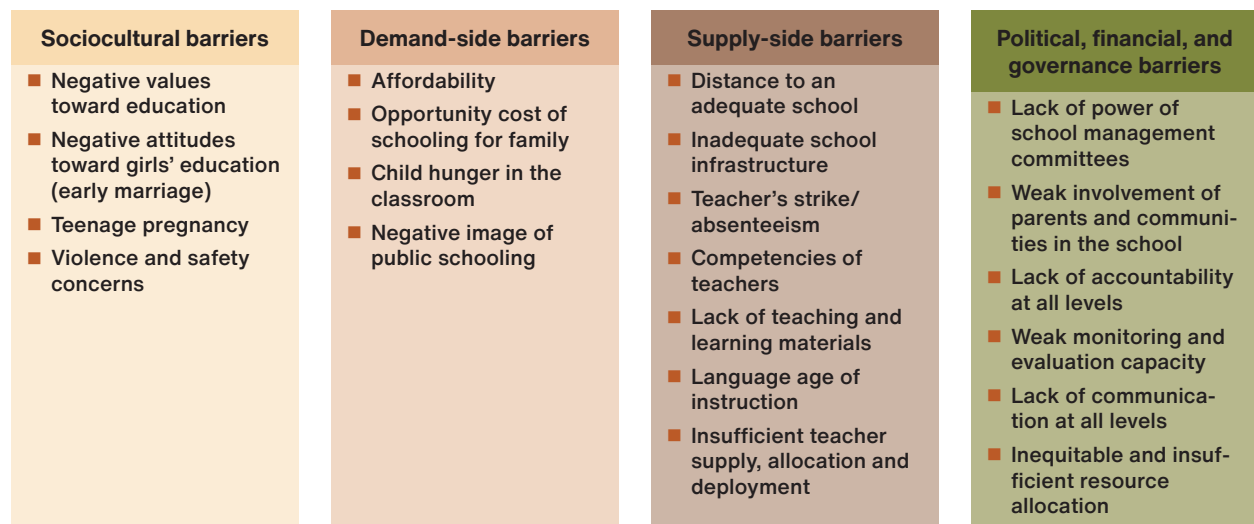 Sociocultural barriers
Negative values
toward education
Negative attitudes
toward girls' education
(early marriage)
Teenage pregnancy
Violence and safety
concerns
Demand-side barriers
Affordability
Opportunity cost of
schooling for family
Child hunger in the
classroom
Negative image of
public schooling
Supply-side barriers
Distance to an
adequate school
Inadequate school
infrastructure
Teacher's strike/
absenteeism
Competencies of
teachers
Lack of teaching and
learning materials
Language age of
instruction
Insufficient teacher
supply, allocation and
deployment
Political, financial, and
governance barriers
Lack of power of
school management
committees
Weak involvement of
parents and communi-
ties in the school
Lack of accountability
at all levels
Weak monitoring and
evaluation capacity
Lack of communica-
tion at all levels
Inequitable and insuf-
ficient resource
allocation